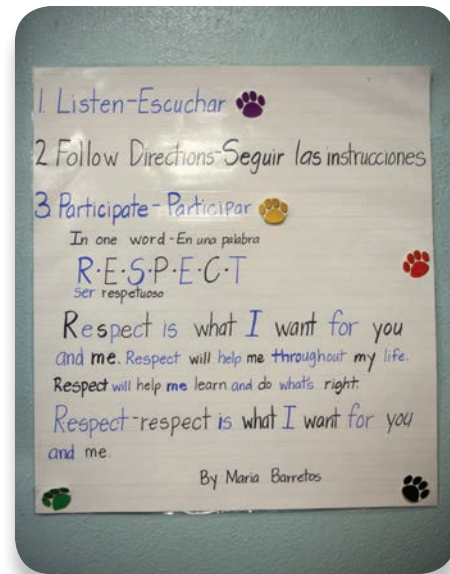 1. Listen-Escuchar
2 Follow Directions-Seguir las instrucciones
3. Participate-Participar
In one word-En una palabra
R·E·S·P·E·C·T
ser respetuoso
Respect is what I want for you
and me. Respect will help me throughout my life.
Respect will help me learn and do what's right.
Respect-respect is what I want for you
and me.
By Maria Barretos